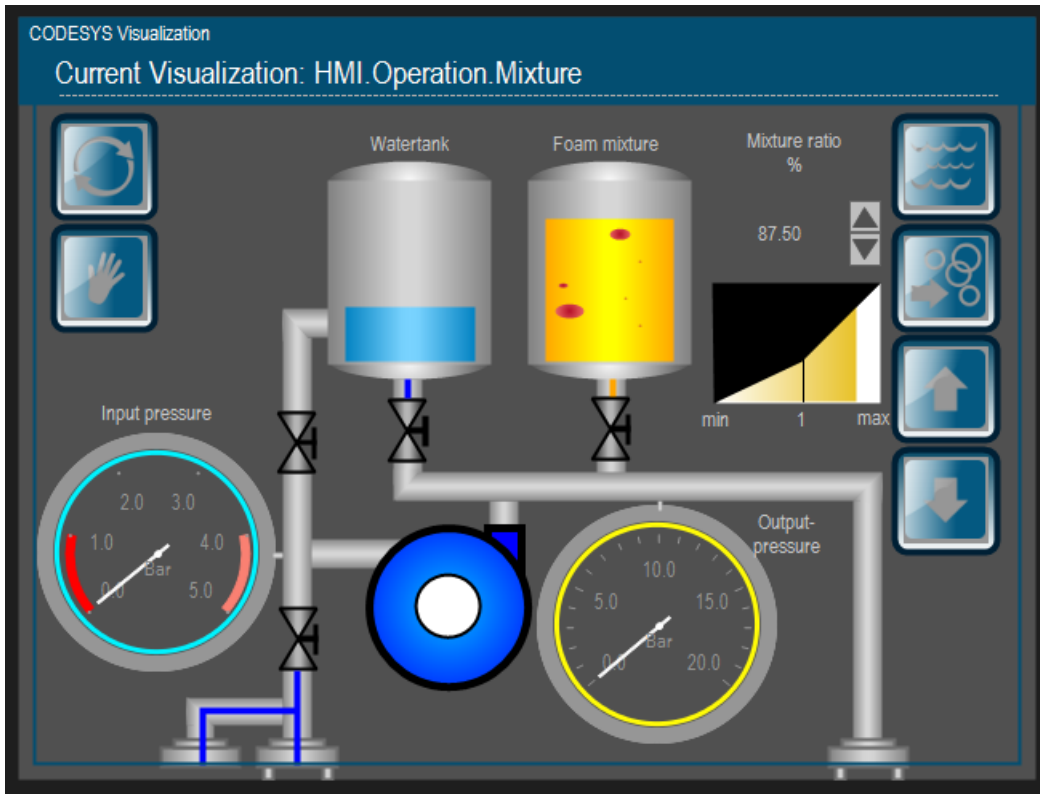 CODESYS Visualization
Current Visualization: HMI.Operation.Mixture
Watertank
Foam mixture
Mixture ratio
%
87.50
min
1
max
Input pressure
0.0
1.0
2.0
3.0
4.0
5.0
Bar
Output-
pressure
0.0
5.0
10.0
15.0
20.0
Bar